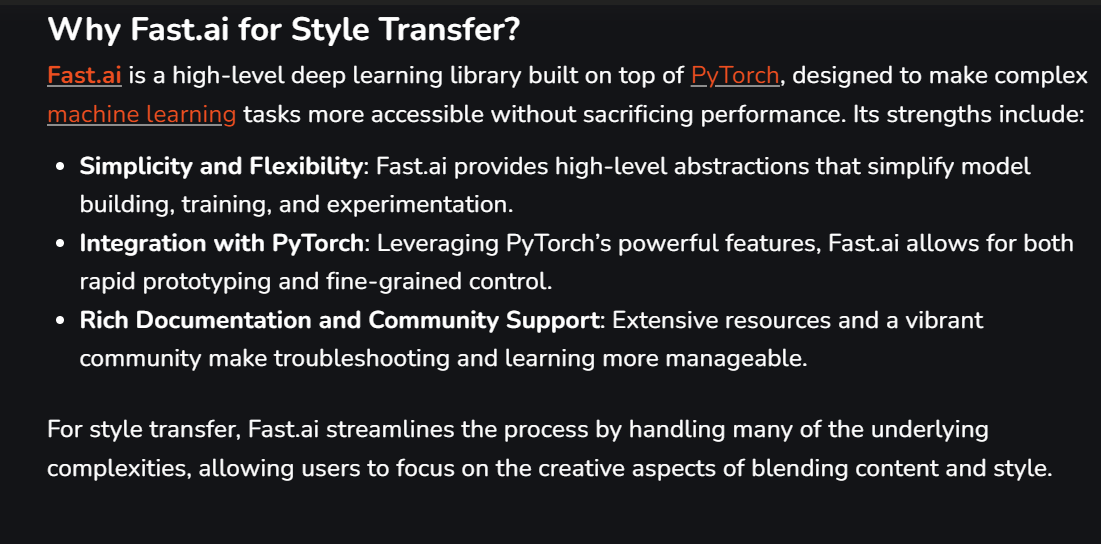 Why Fast.ai for Style Transfer?
Fast.ai is a high-level deep learning library built on top of PyTorch, designed to make complex
machine learning tasks more accessible without sacrificing performance. Its strengths include:
• Simplicity and Flexibility: Fast.ai provides high-level abstractions that simplify model
building, training, and experimentation.
• Integration with PyTorch: Leveraging PyTorch’s powerful features, Fast.ai allows for both
rapid prototyping and fine-grained control.
• Rich Documentation and Community Support: Extensive resources and a vibrant
community make troubleshooting and learning more manageable.
For style transfer, Fast.ai streamlines the process by handling many of the underlying
complexities, allowing users to focus on the creative aspects of blending content and style.